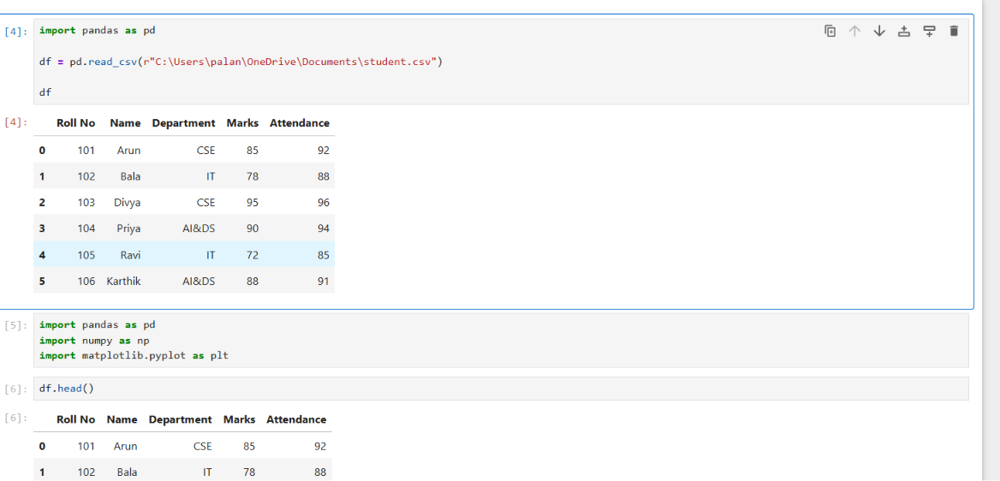 [4]: import pandas as pd
df = pd.read_csv(r"C:\Users\palan\OneDrive\Documents\student.csv")
df
[4]: Roll No Name Department Marks Attendance
0 101 Arun CSE 85 92
1 102 Bala IT 78 88
2 103 Divya CSE 95 96
3 104 Priya AI&DS 90 94
4 105 Ravi IT 72 85
5 106 Karthik AI&DS 88 91
[5]: import pandas as pd
import numpy as np
import matplotlib.pyplot as plt
[6]: df.head()
[6]: Roll No Name Department Marks Attendance
0 101 Arun CSE 85 92
1 102 Bala IT 78 88